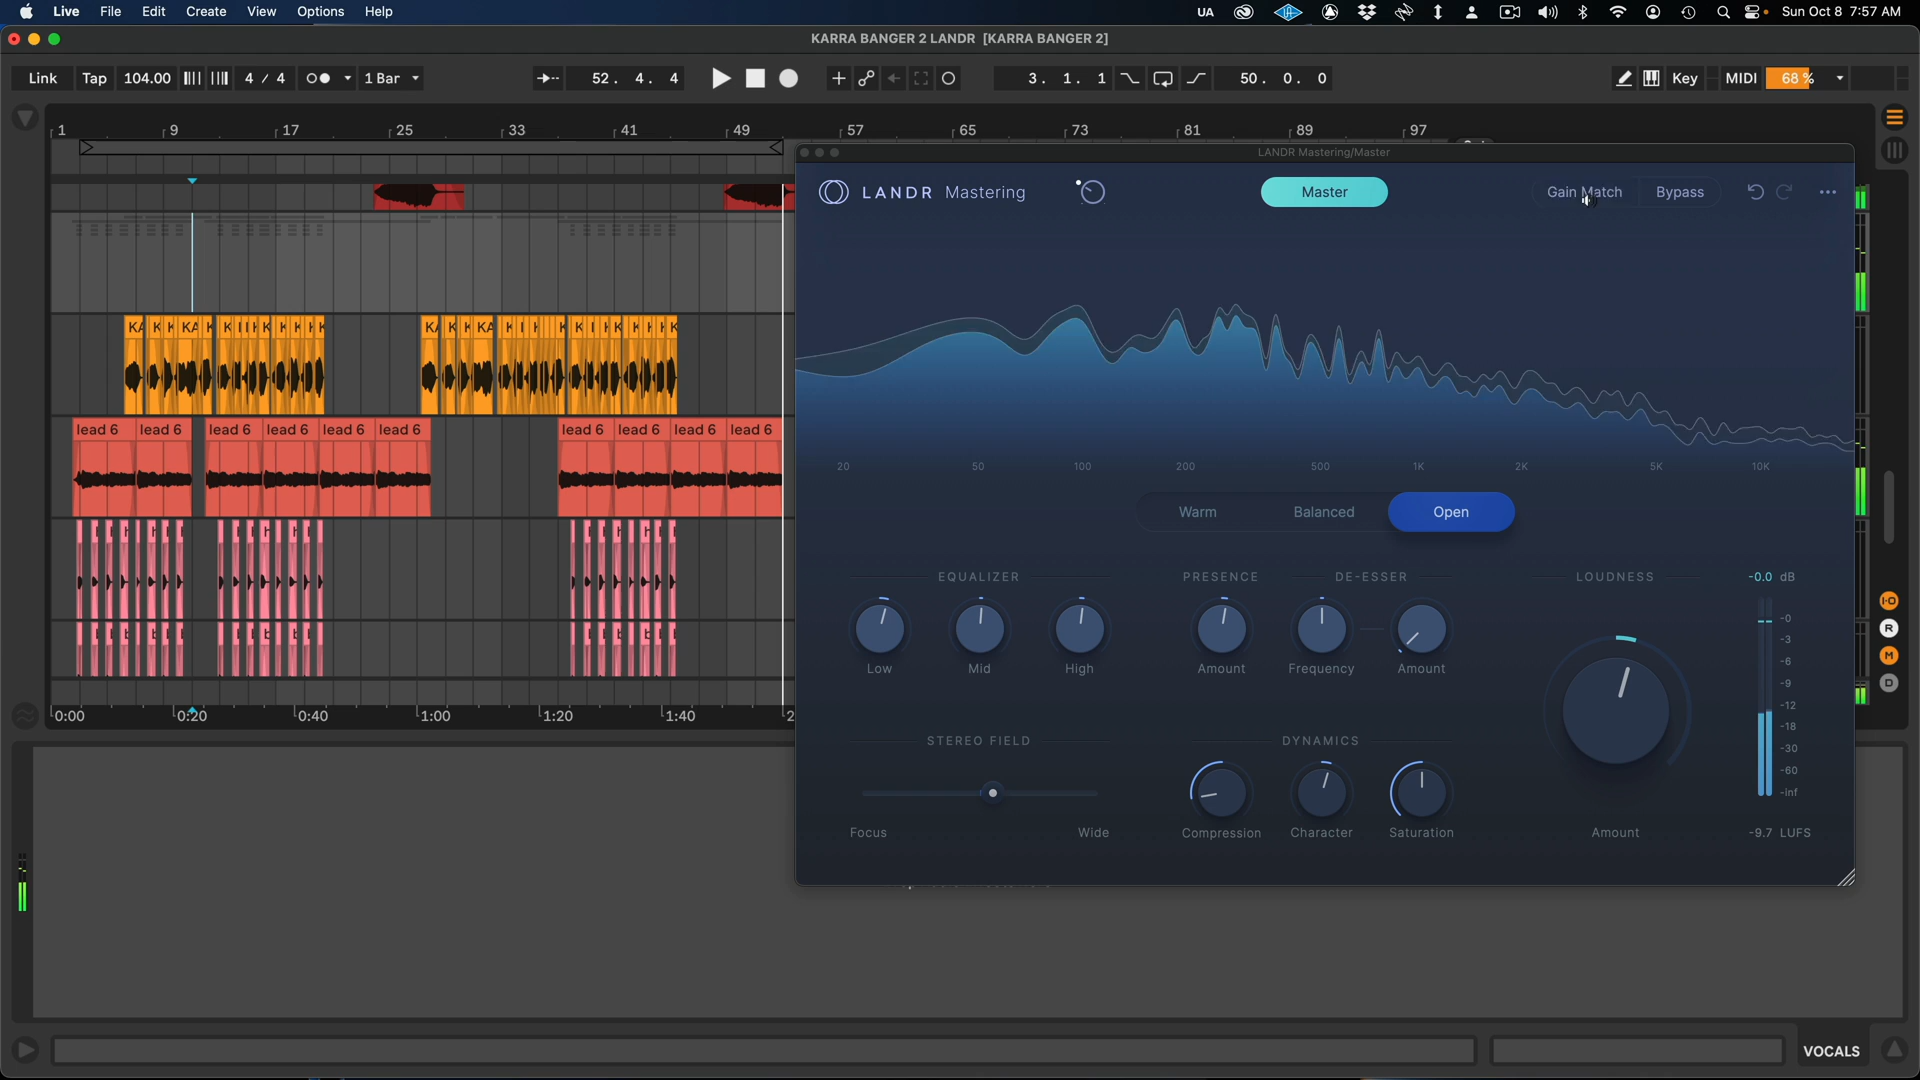 Live File Edit Create View Options Help
UA
Sun Oct 8 7:57 AM
KARRA BANGER 2 LANDR [KARRA BANGER 2]
Link Tap 104.00 4 / 4 1 Bar 52. 4. 4 3. 1. 1 50. 0. 0 Key MIDI 68 %
1 9 17 25 33 41 49 57 65 73 81 89 97
LANDR Mastering/Master
LANDR Mastering Master Gain Match Bypass
KA K K KA K K K K K K K
KA K K KA K K K K K K K
20 50 100 200 500 1K 2K 5K 10K
lead 6 lead 6 lead 6 lead 6 lead 6 lead 6 lead 6 lead 6 lead 6 lead 6
Warm Balanced Open
EQUALIZER PRESENCE DE-ESSER LOUDNESS -0.0 dB
Low Mid High Amount Frequency Amount
-0
-3
-6
-9
-12
-18
-30
-60
-inf
I-O
R
M
D
0:00 0:20 0:40 1:00 1:20 1:40 2
STEREO FIELD DYNAMICS
Focus Wide Compression Character Saturation Amount -9.7 LUFS
VOCALS